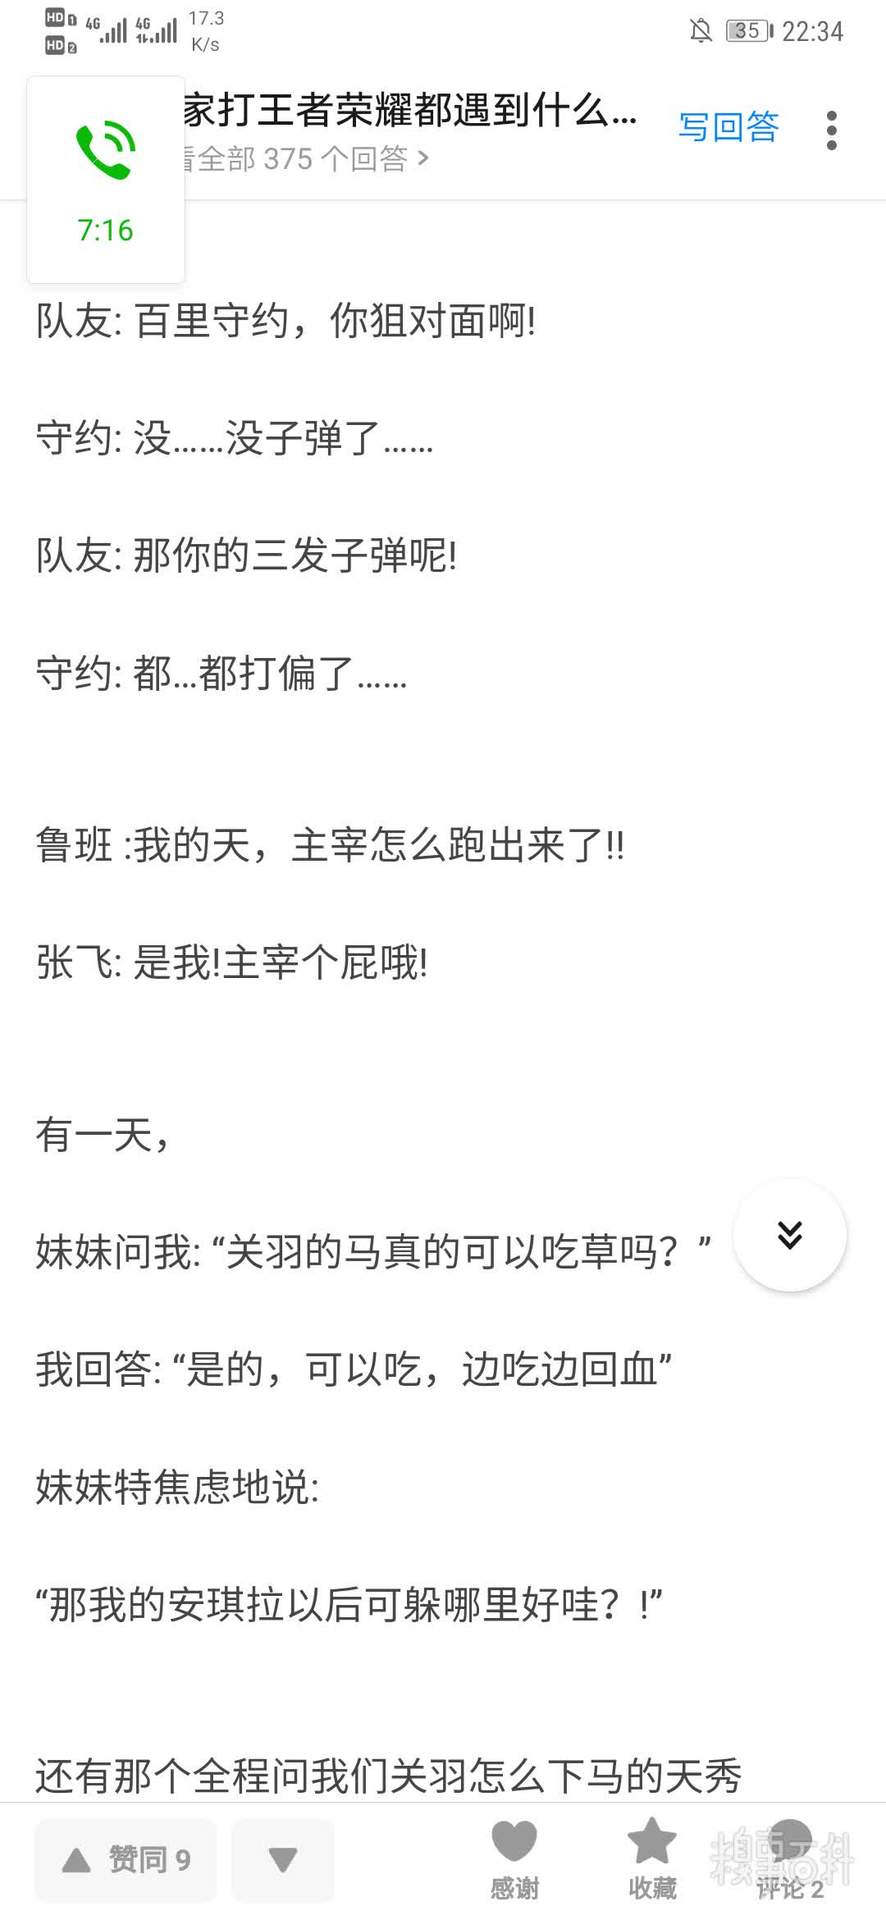 HD 1 4G 4G 17.3
HD 2 K/s
35 22:34
家打王者荣耀都遇到什么...
写回答
看全部 375 个回答 >
7:16
队友: 百里守约，你狙对面啊!
守约: 没……没子弹了……
队友: 那你的三发子弹呢!
守约: 都...都打偏了……
鲁班 :我的天，主宰怎么跑出来了!!
张飞: 是我!主宰个屁哦!
有一天，
妹妹问我: “关羽的马真的可以吃草吗？”
我回答: “是的，可以吃，边吃边回血”
妹妹特焦虑地说:
“那我的安琪拉以后可躲哪里好哇？!”
还有那个全程问我们关羽怎么下马的天秀
赞同 9
感谢
收藏
评论 2
糗事百科